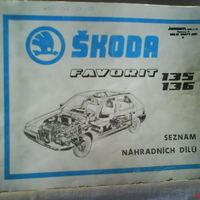 ŠKODA
FAVORIT 135
136
SEZNAM
NÁHRADNÍCH DÍLŮ